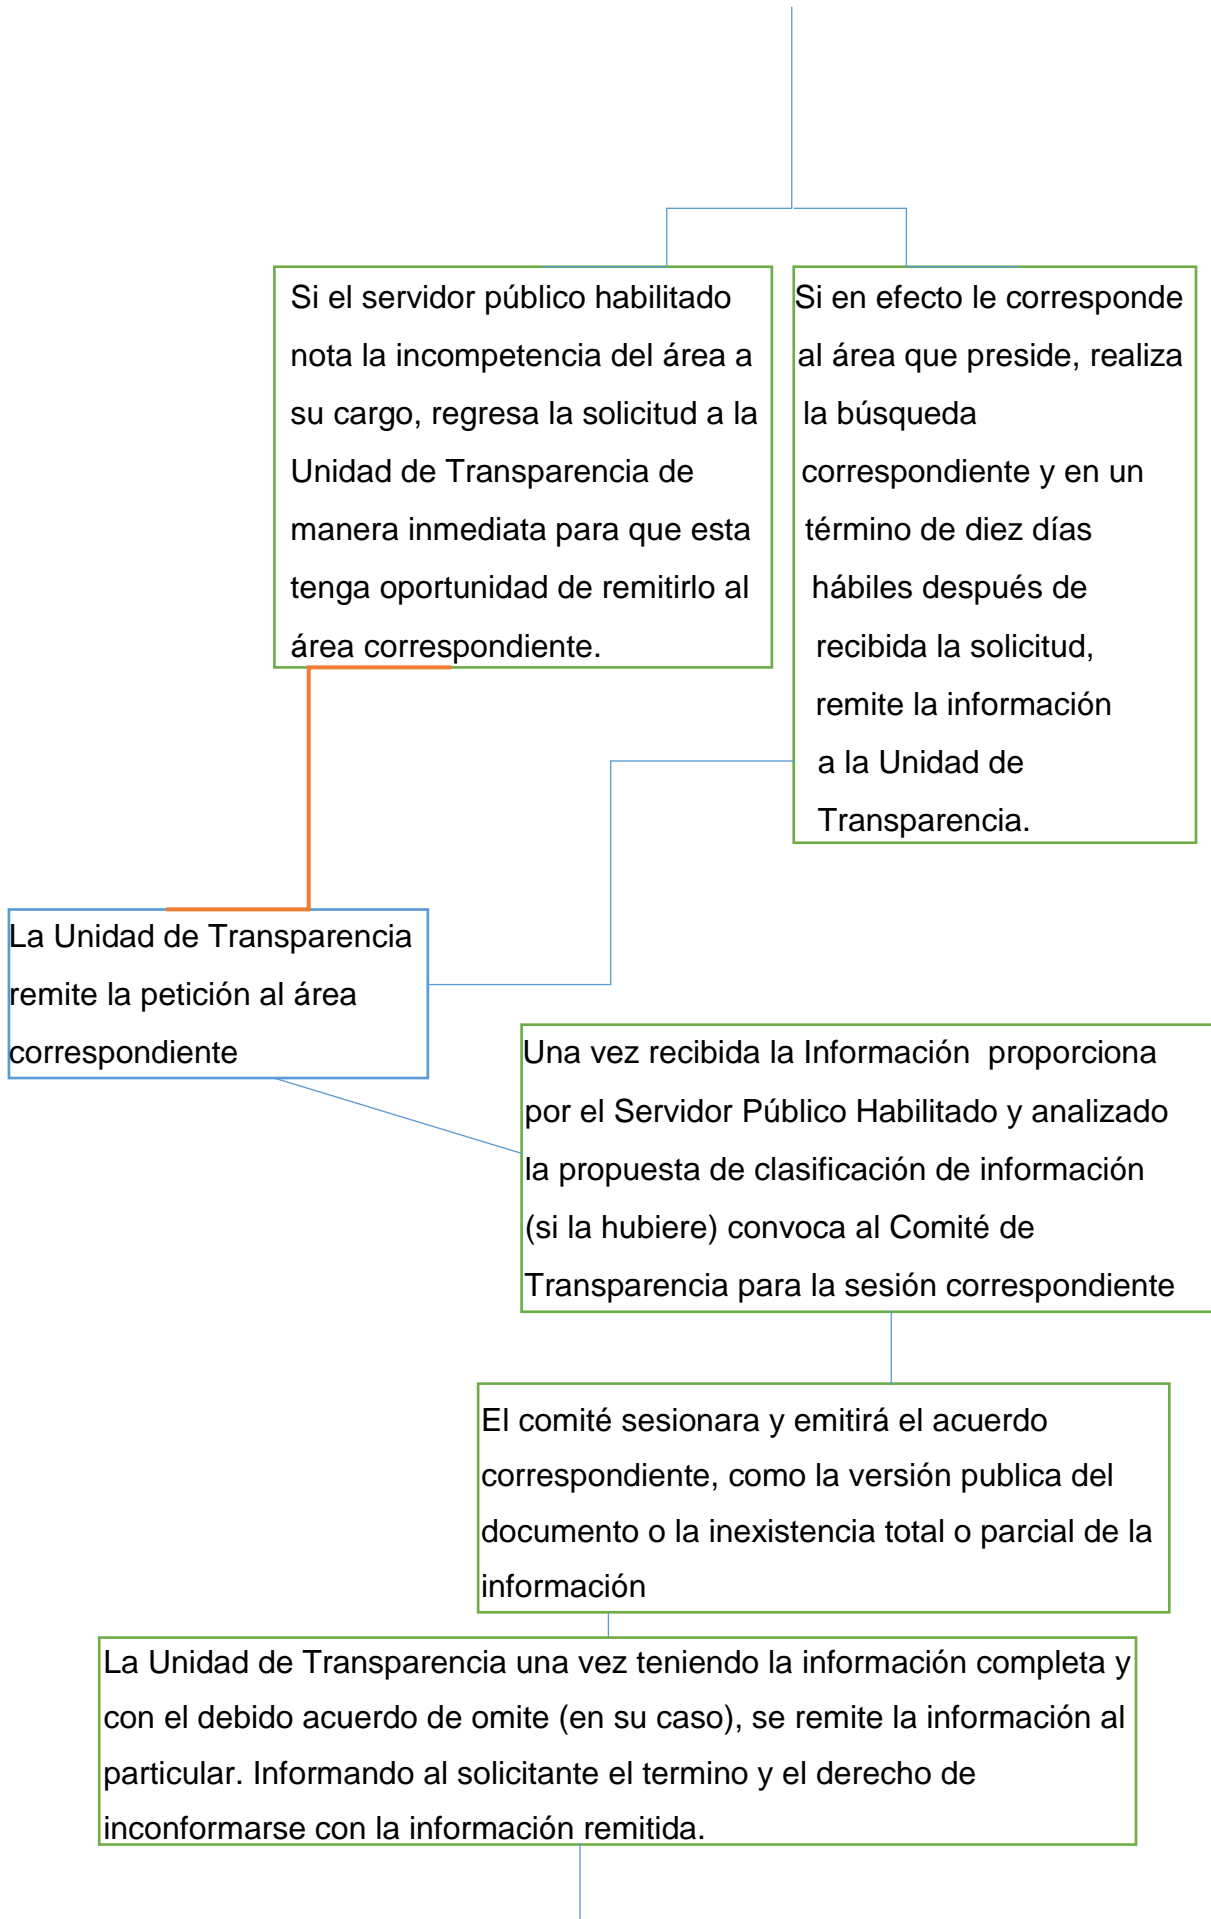 Si el servidor público habilitado
nota la incompetencia del área a
su cargo, regresa la solicitud a la
Unidad de Transparencia de
manera inmediata para que esta
tenga oportunidad de remitirlo al
área correspondiente.
Si en efecto le corresponde
al área que preside, realiza
la búsqueda
correspondiente y en un
término de diez días
hábiles después de
recibida la solicitud,
remite la información
a la Unidad de
Transparencia.
La Unidad de Transparencia
remite la petición al área
correspondiente
Una vez recibida la Información  proporciona
por el Servidor Público Habilitado y analizado
la propuesta de clasificación de información
(si la hubiere) convoca al Comité de
Transparencia para la sesión correspondiente
El comité sesionara y emitirá el acuerdo
correspondiente, como la versión publica del
documento o la inexistencia total o parcial de la
información
La Unidad de Transparencia una vez teniendo la información completa y
con el debido acuerdo de omite (en su caso), se remite la información al
particular. Informando al solicitante el termino y el derecho de
inconformarse con la información remitida.